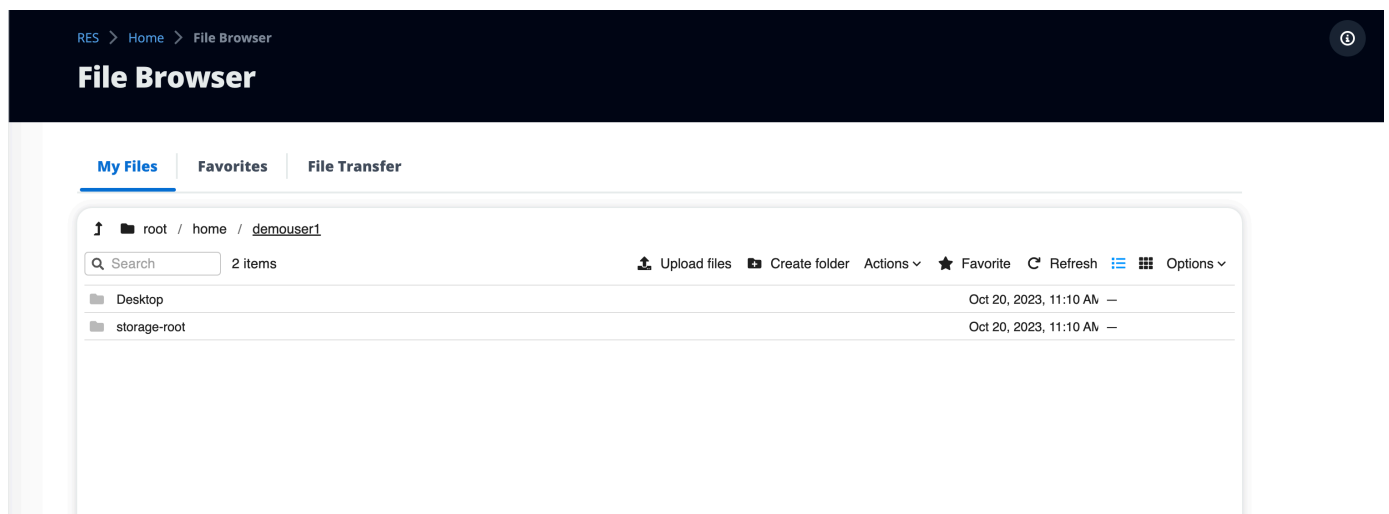 RES > Home > File Browser
File Browser
My Files Favorites File Transfer
root / home / demouser1
Search 2 items Upload files Create folder Actions Favorite Refresh Options
Desktop Oct 20, 2023, 11:10 AM —
storage-root Oct 20, 2023, 11:10 AM —